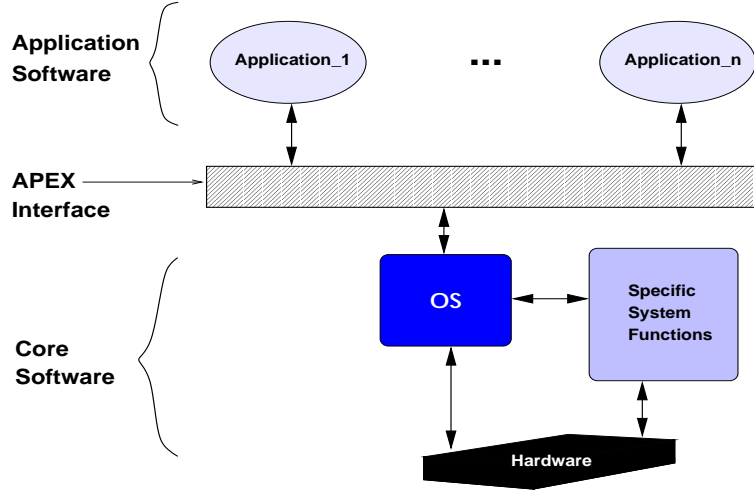 Application
Software
Application_1
...
Application_n
APEX
Interface
OS
Specific
System
Functions
Core
Software
Hardware